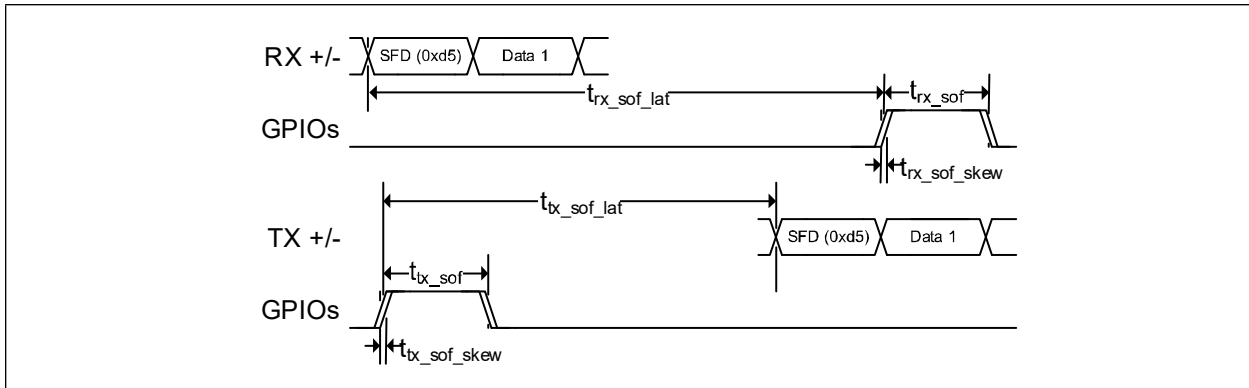 RX +/-
SFD (0xd5) Data 1
t_rx_sof_lat
t_rx_sof
GPIOs
t_rx_sof_skew
t_tx_sof_lat
TX +/-
SFD (0xd5) Data 1
t_tx_sof
GPIOs
t_tx_sof_skew